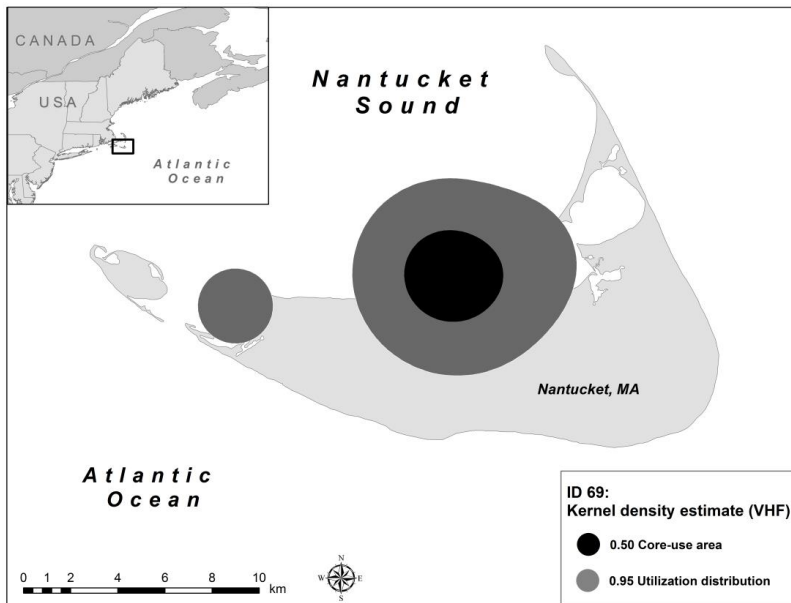 CANADA
USA
Atlantic
Ocean
Nantucket
Sound
Nantucket, MA
Atlantic
Ocean
0 1 2 4 6 8 10
km
N
W E
S
ID 69:
Kernel density estimate (VHF)
0.50 Core-use area
0.95 Utilization distribution